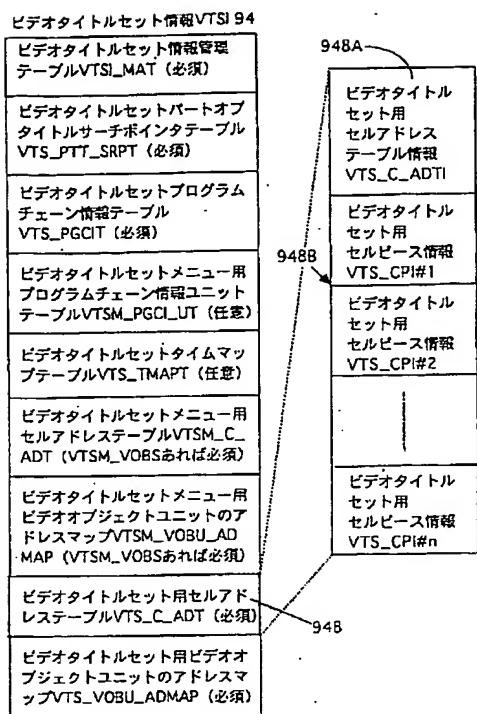 ビデオタイトルセット情報VTSI 94
ビデオタイトルセット情報管理
テーブルVTSI_MAT（必須）
ビデオタイトルセットパートオブ
タイトルサーチポインタテーブル
VTS_PTT_SRPT（必須）
ビデオタイトルセットプログラム
チェーン情報テーブル
VTS_PGCIT（必須）
ビデオタイトルセットメニュー用
プログラムチェーン情報ユニット
テーブルVTSM_PGCI_UT（任意）
ビデオタイトルセットタイムマッ
プテーブルVTS_TMAPT（任意）
ビデオタイトルセットメニュー用
セルアドレステーブルVTSM_C_
ADT（VTSM_VOBSあれば必須）
ビデオタイトルセットメニュー用
ビデオオブジェクトユニットのア
ドレスマップVTSM_VOBU_AD
MAP（VTSM_VOBSあれば必須）
ビデオタイトルセット用セルアド
レステーブルVTS_C_ADT（必須）
ビデオタイトルセット用ビデオオ
ブジェクトユニットのアドレスマ
ップVTS_VOBU_ADMAP（必須）
948A
ビデオタイトル
セット用
セルアドレス
テーブル情報
VTS_C_ADTI
948B
ビデオタイトル
セット用
セルピース情報
VTS_CPI#1
ビデオタイトル
セット用
セルピース情報
VTS_CPI#2
ビデオタイトル
セット用
セルピース情報
VTS_CPI#n
948